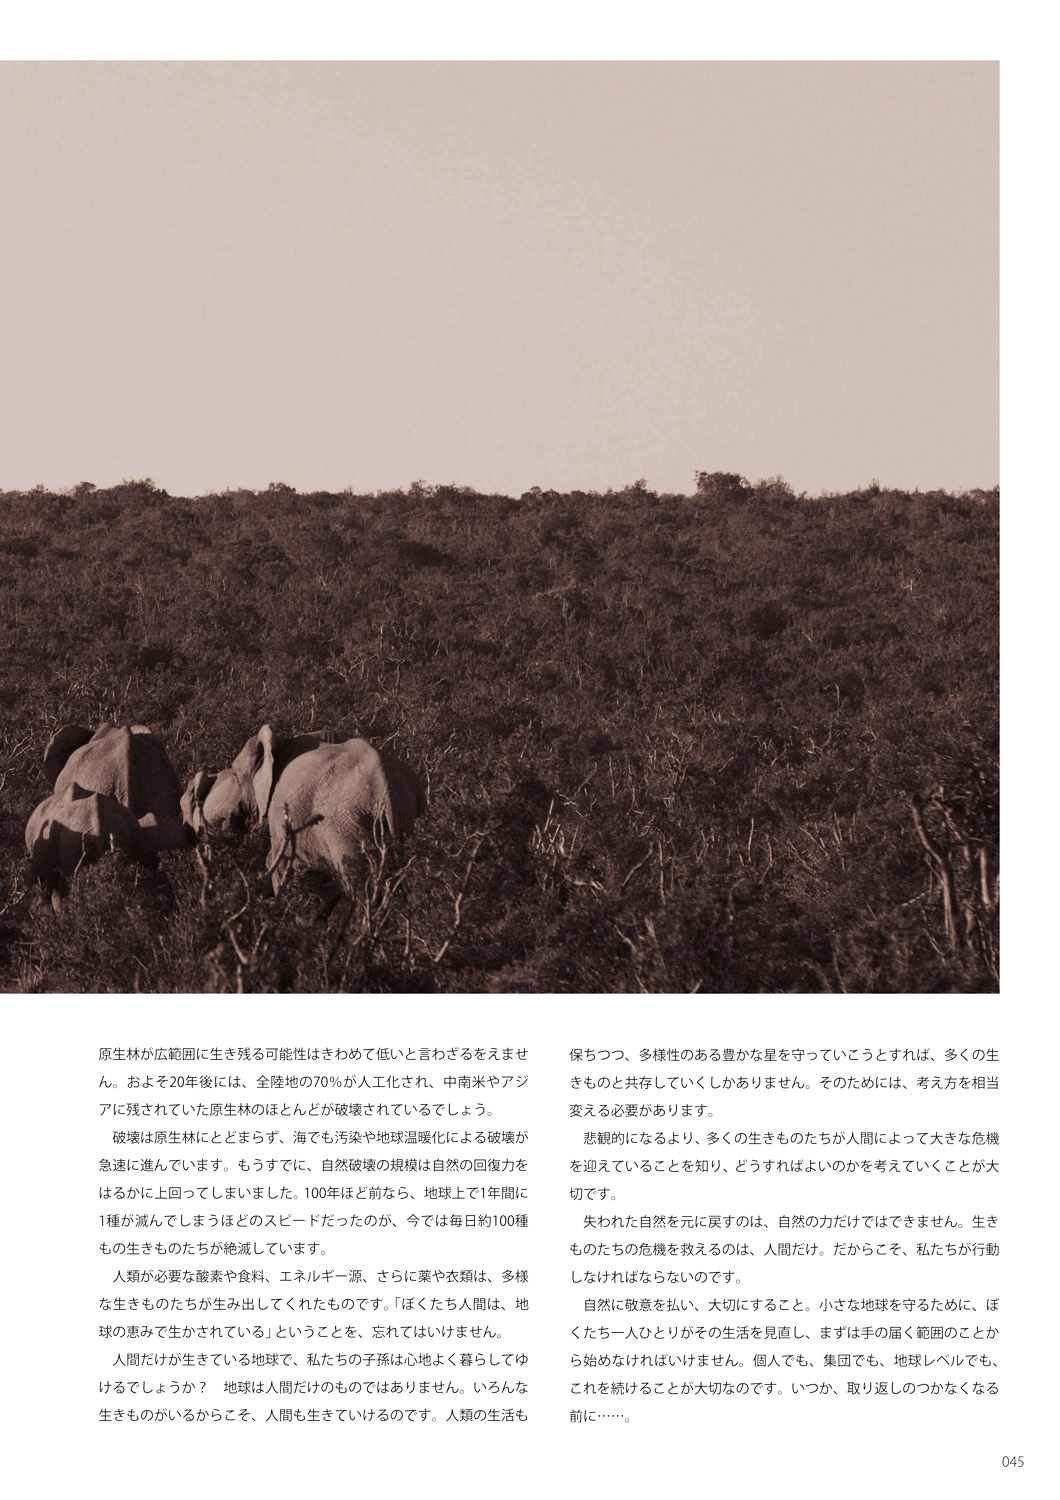 原生林が広範囲に生き残る可能性はきわめて低いと言わざるをえませ
ん。およそ20年後には、全陸地の70%が人工化され、中南米やアジ
アに残されていた原生林のほとんどが破壊されているでしょう。
　破壊は原生林にとどまらず、海でも汚染や地球温暖化による破壊が
急速に進んでいます。もうすでに、自然破壊の規模は自然の回復力を
はるかに上回ってしまいました。100年ほど前なら、地球上で1年間に
1種が滅んでしまうほどのスピードだったのが、今では毎日約100種
もの生きものたちが絶滅しています。
　人類が必要な酸素や食料、エネルギー源、さらに薬や衣類は、多様
な生きものたちが生み出してくれたものです。「ぼくたち人間は、地
球の恵みで生かされている」ということを、忘れてはいけません。
　人間だけが生きている地球で、私たちの子孫は心地よく暮らしてゆ
けるでしょうか？　地球は人間だけのものではありません。いろんな
生きものがいるからこそ、人間も生きていけるのです。人類の生活も
保ちつつ、多様性のある豊かな星を守っていこうとすれば、多くの生
きものと共存していくしかありません。そのためには、考え方を相当
変える必要があります。
　悲観的になるより、多くの生きものたちが人間によって大きな危機
を迎えていることを知り、どうすればよいのかを考えていくことが大
切です。
　失われた自然を元に戻すのは、自然の力だけではできません。生き
ものたちの危機を救えるのは、人間だけ。だからこそ、私たちが行動
しなければならないのです。
　自然に敬意を払い、大切にすること。小さな地球を守るために、ぼ
くたち一人ひとりがその生活を見直し、まずは手の届く範囲のことか
ら始めなければいけません。個人でも、集団でも、地球レベルでも、
これを続けることが大切なのです。いつか、取り返しのつかなくなる
前に……。
045